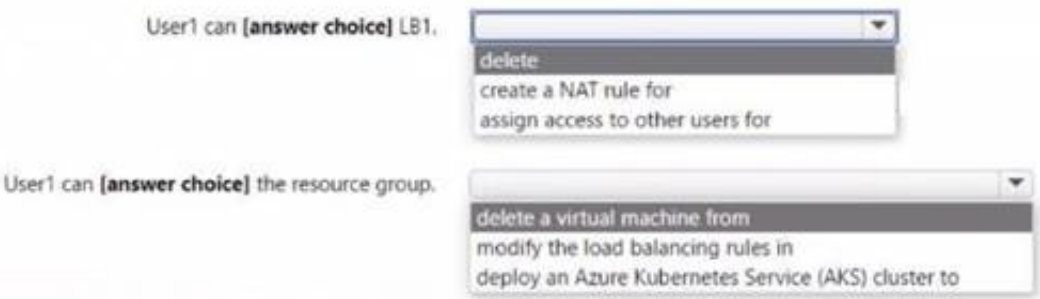 User1 can [answer choice] LB1.
delete
create a NAT rule for
assign access to other users for
User1 can [answer choice] the resource group.
delete a virtual machine from
modify the load balancing rules in
deploy an Azure Kubernetes Service (AKS) cluster to